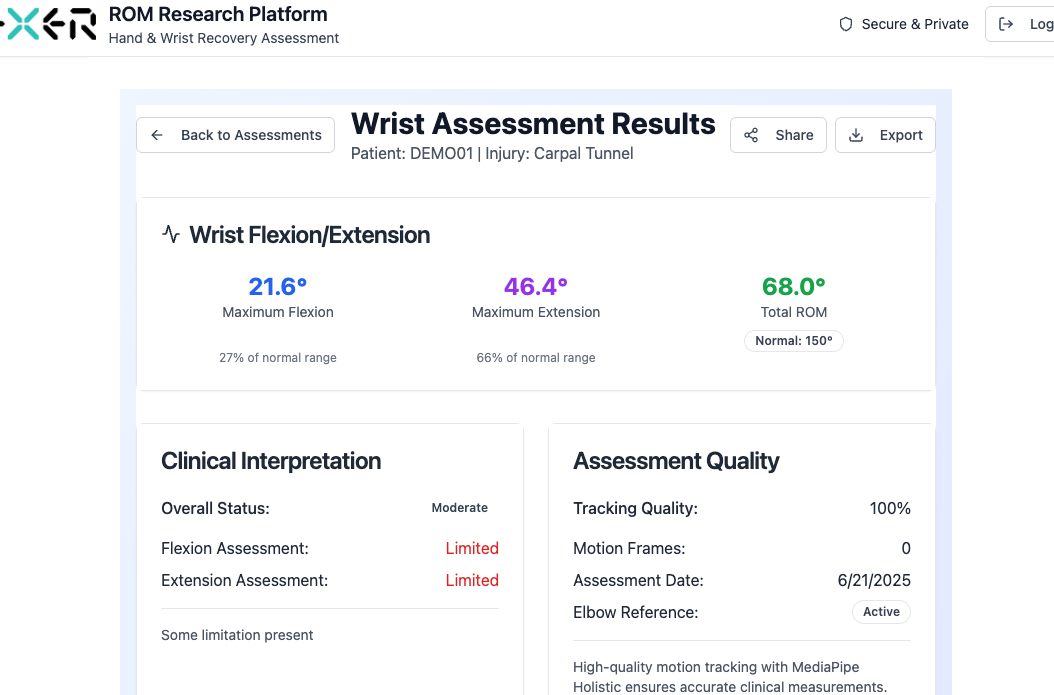 EXER
ROM Research Platform
Hand & Wrist Recovery Assessment
Secure & Private
Log
Back to Assessments
Wrist Assessment Results
Patient: DEMO01 | Injury: Carpal Tunnel
Share
Export
Wrist Flexion/Extension
21.6°
46.4°
68.0°
Maximum Flexion
Maximum Extension
Total ROM
Normal: 150°
27% of normal range
66% of normal range
Clinical Interpretation
Overall Status: Moderate
Flexion Assessment: Limited
Extension Assessment: Limited
Some limitation present
Assessment Quality
Tracking Quality: 100%
Motion Frames: 0
Assessment Date: 6/21/2025
Elbow Reference: Active
High-quality motion tracking with MediaPipe
Holistic ensures accurate clinical measurements.